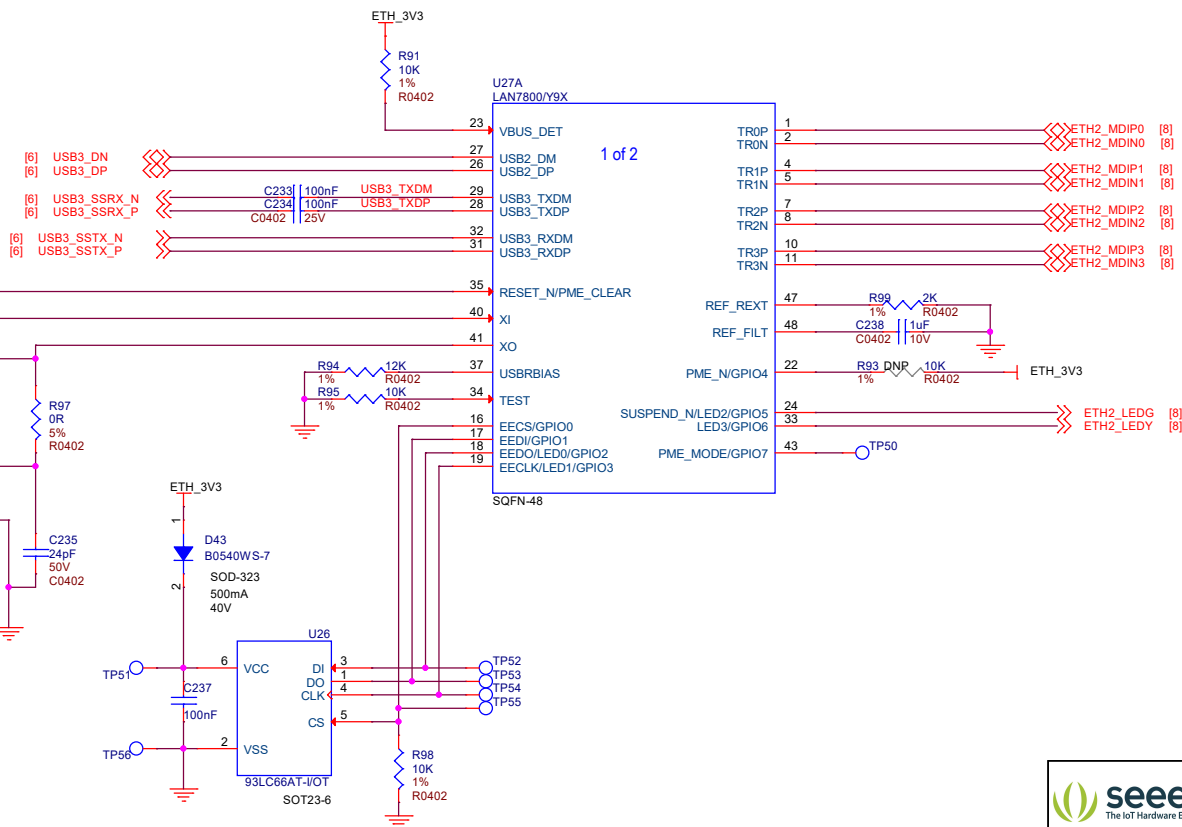 ETH_3V3
R91
10K
1%
R0402
U27A
LAN7800/Y9X
1 of 2
23 VBUS_DET
27 USB2_DM
26 USB2_DP
29 USB3_TXDM
28 USB3_TXDP
32 USB3_RXDM
31 USB3_RXDP
35 RESET_N/PME_CLEAR
40 XI
41 XO
37 USBRBIAS
34 TEST
16 EECS/GPIO0
17 EEDI/GPIO1
18 EEDO/LED0/GPIO2
19 EECLK/LED1/GPIO3
TR0P 1
TR0N 2
TR1P 4
TR1N 5
TR2P 7
TR2N 8
TR3P 10
TR3N 11
REF_REXT 47
REF_FILT 48
PME_N/GPIO4 22
SUSPEND_N/LED2/GPIO5 24
LED3/GPIO6 33
PME_MODE/GPIO7 43
SQFN-48
[6] USB3_DN
[6] USB3_DP
[6] USB3_SSRX_N
[6] USB3_SSRX_P
[6] USB3_SSTX_N
[6] USB3_SSTX_P
C233 100nF USB3_TXDM
C234 100nF USB3_TXDP
C0402 25V
ETH2_MDIP0 [8]
ETH2_MDIN0 [8]
ETH2_MDIP1 [8]
ETH2_MDIN1 [8]
ETH2_MDIP2 [8]
ETH2_MDIN2 [8]
ETH2_MDIP3 [8]
ETH2_MDIN3 [8]
R99 2K
1% R0402
C238 1uF
C0402 10V
R93 DNP 10K
1% R0402
ETH_3V3
ETH2_LEDG [8]
ETH2_LEDY [8]
TP50
R94 12K
1% R0402
R95 10K
1% R0402
R97
0R
5%
R0402
C235
24pF
50V
C0402
ETH_3V3
1
D43
B0540WS-7
2
SOD-323
500mA
40V
U26
TP51
6 VCC
C237
100nF
TP56
2 VSS
DI 3
DO 1
CLK 4
CS 5
93LC66AT-I/OT
SOT23-6
TP52
TP53
TP54
TP55
R98
10K
1%
R0402
seee
The IoT Hardware E